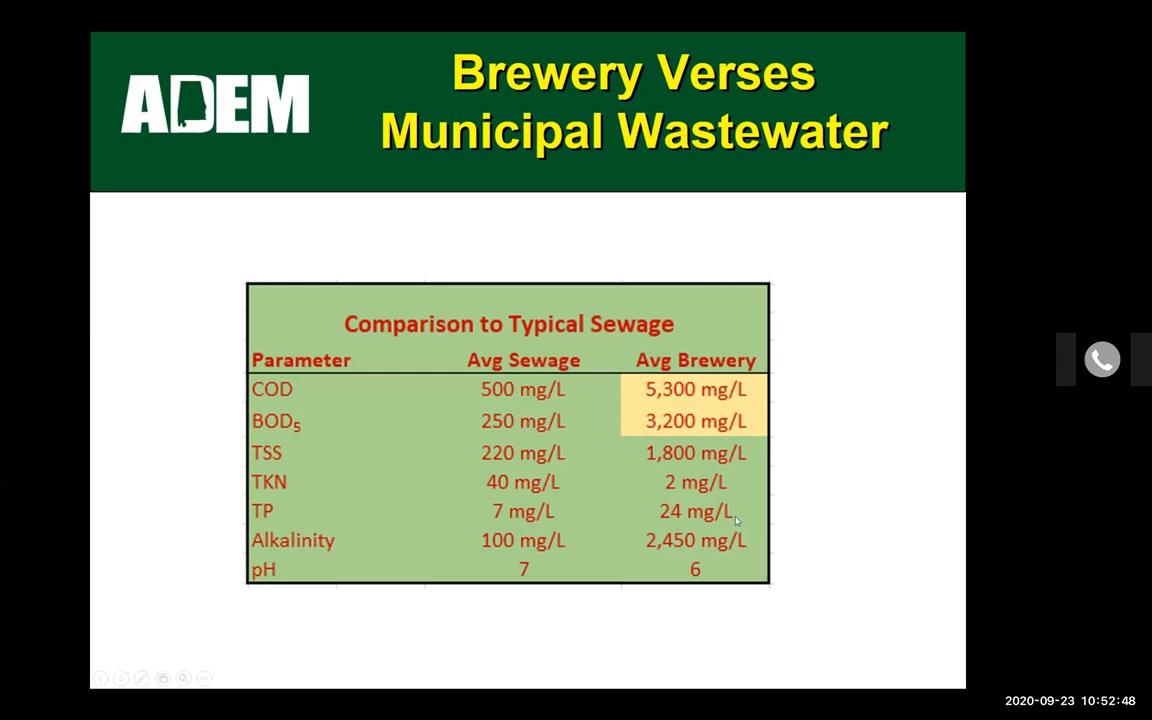 ADEM
Brewery Verses
Municipal Wastewater
Comparison to Typical Sewage
Parameter Avg Sewage Avg Brewery
COD 500 mg/L 5,300 mg/L
BOD₅ 250 mg/L 3,200 mg/L
TSS 220 mg/L 1,800 mg/L
TKN 40 mg/L 2 mg/L
TP 7 mg/L 24 mg/L
Alkalinity 100 mg/L 2,450 mg/L
pH 7 6
2020-09-23 10:52:48